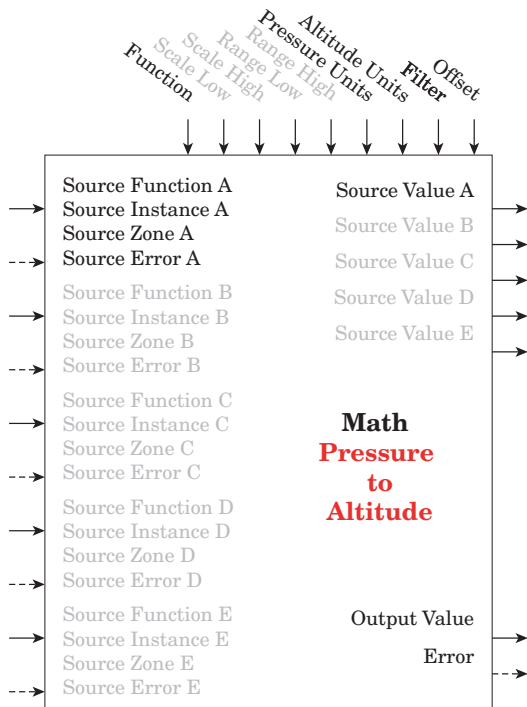 Function
Scale Low
Scale High
Range Low
Range High
Pressure Units
Altitude Units
Filter
Offset
Source Function A
Source Instance A
Source Zone A
Source Error A
Source Function B
Source Instance B
Source Zone B
Source Error B
Source Function C
Source Instance C
Source Zone C
Source Error C
Source Function D
Source Instance D
Source Zone D
Source Error D
Source Function E
Source Instance E
Source Zone E
Source Error E
Source Value A
Source Value B
Source Value C
Source Value D
Source Value E
Math
Pressure
to
Altitude
Output Value
Error